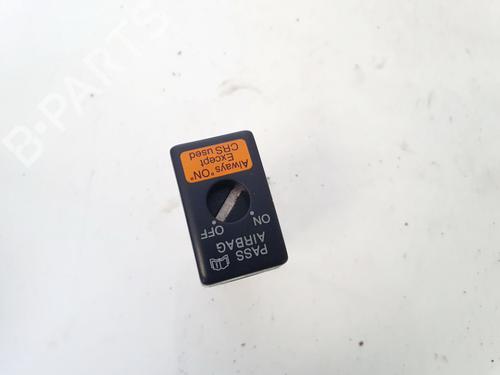 B-PARTS
PASS
AIRBAG
OFF
ON
Always "ON"
Except
CRS used